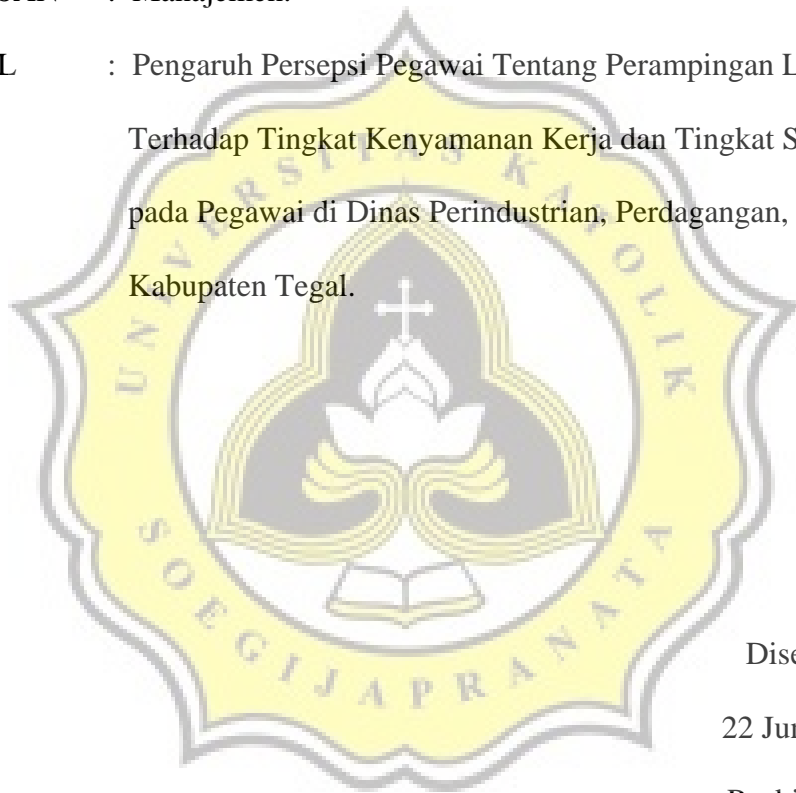 : Manajemen.
L : Pengaruh Persepsi Pegawai Tentang Perampingan L
Terhadap Tingkat Kenyamanan Kerja dan Tingkat S
pada Pegawai di Dinas Perindustrian, Perdagangan,
Kabupaten Tegal.
UNIVERSITAS KATOLIK
SOEGIJAPRANATA
Dise
22 Jun